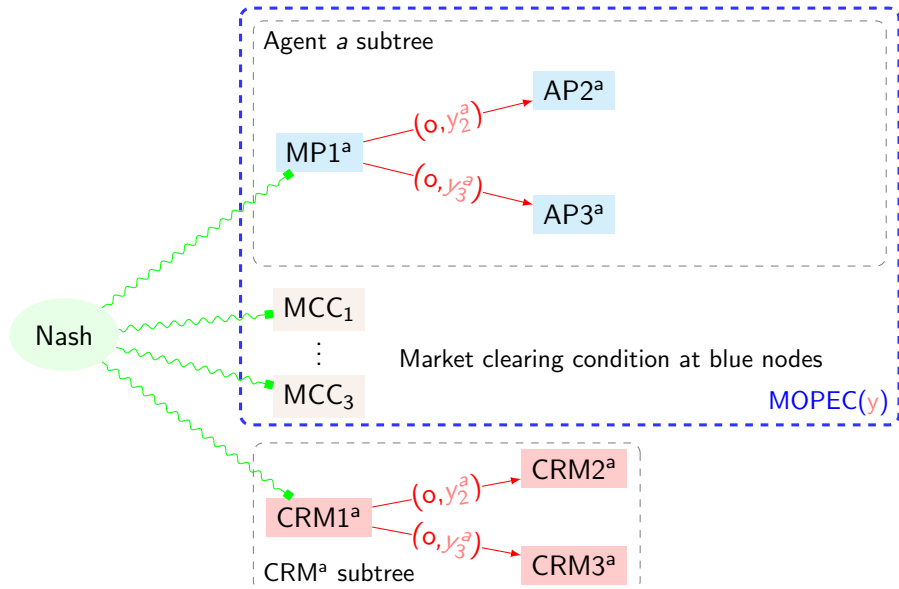 Agent a subtree
AP2ᵃ
(o,y₂ᵃ)
MP1ᵃ
(o,y₃ᵃ)
AP3ᵃ
MCC₁
Nash
⋮
Market clearing condition at blue nodes
MCC₃
MOPEC(y)
CRM2ᵃ
(o,y₂ᵃ)
CRM1ᵃ
(o,y₃ᵃ)
CRM3ᵃ
CRMᵃ subtree